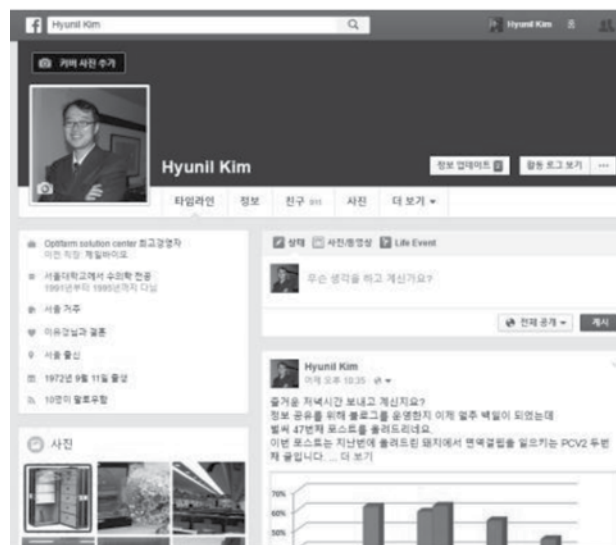 Hyunil Kim
Hyunil Kim 홈
커버 사진 추가
Hyunil Kim
정보 업데이트 활동 로그 보기 ...
타임라인 정보 친구 사진 더 보기
Optifarm solution center 최고경영자
이전 직장: 제일바이오
서울대학교에서 수의학 전공
1991년부터 1995년까지 다님
서울 거주
이유경님과 결혼
서울 출신
1972년 9월 11일 출생
10명이 팔로우함
사진
상태 사진/동영상 Life Event
무슨 생각을 하고 계신가요?
전체 공개 게시
Hyunil Kim
어제 오후 10:35
즐거운 저녁시간 보내고 계신지요?
정보 공유를 위해 블로그를 운영한지 이제 얼추 백일이 되었는데
벌써 47번째 포스트를 올려드리네요.
이번 포스트는 지난번에 올려드린 돼지에서 면역결핍을 일으키는 PCV2 두번
째 글입니다. ... 더 보기
70%
60%
50%